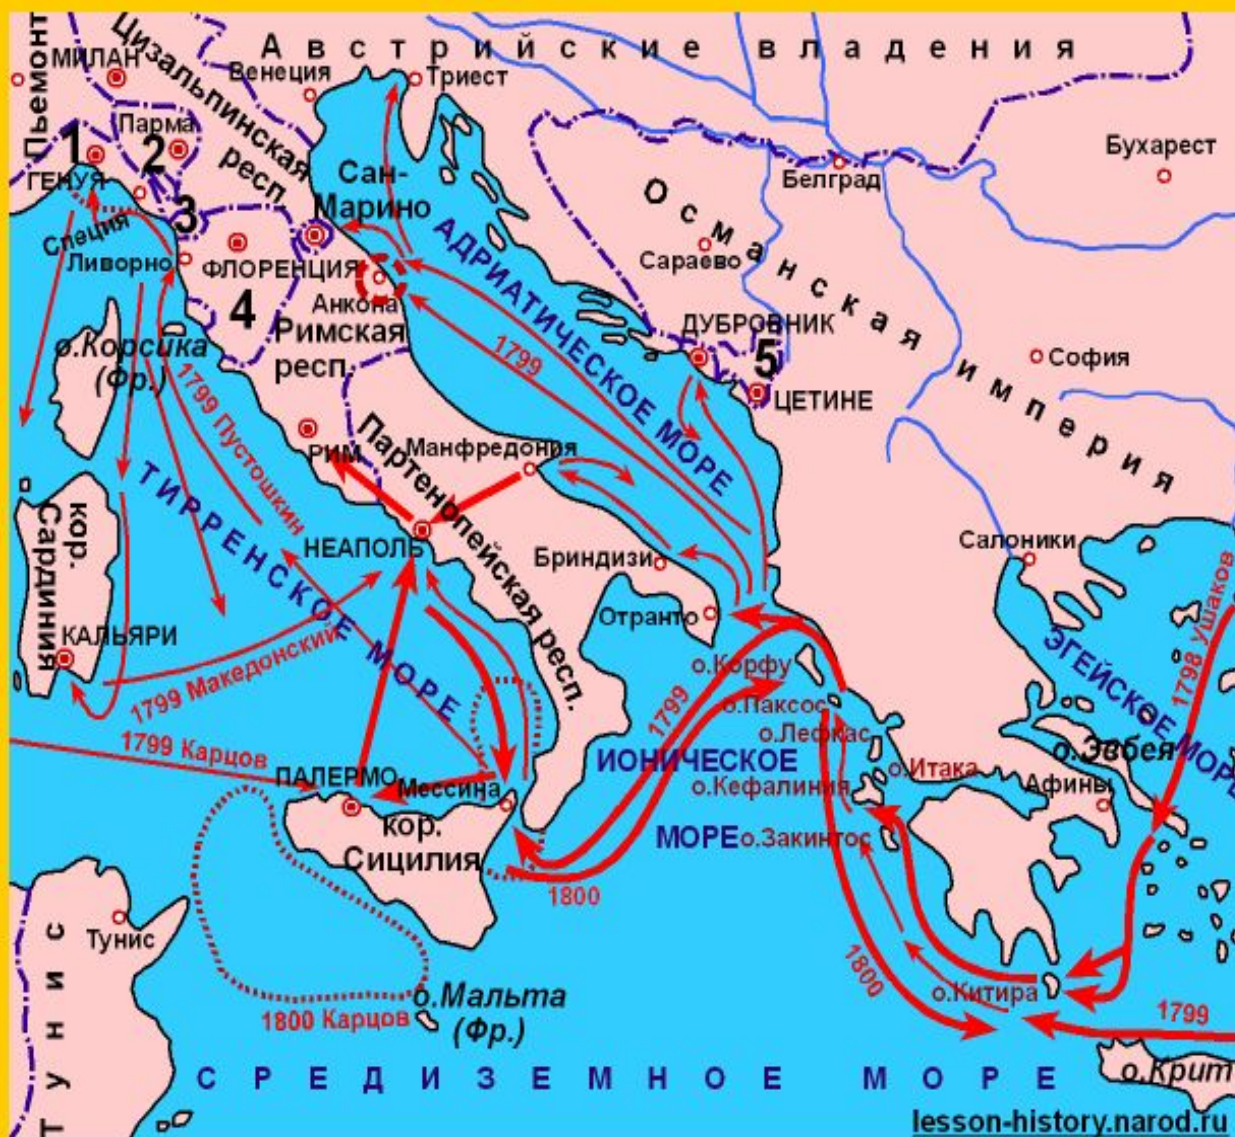 Австрийские владения
Пьемонт
МИЛАН
Цизальпинская
респ.
Венеция
Триест
Парма
1
2
3
4
5
ГЕНУЯ
Специя
Ливорно
ФЛОРЕНЦИЯ
Сан-
Марино
Анкона
Римская
респ.
АДРИАТИЧЕСКОЕ МОРЕ
1799
Белград
Бухарест
Османская империя
Сараево
ДУБРОВНИК
ЦЕТИНЕ
София
о.Корсика
(Фр.)
1799 Пустошкин
РИМ
Партенопейская респ.
Манфредония
НЕАПОЛЬ
Бриндизи
Отранто
Салоники
кор.
Сардиния
КАЛЬЯРИ
ТИРРЕНСКОЕ МОРЕ
1799 Македонский
1799 Карцов
ПАЛЕРМО
Мессина
кор.
Сицилия
о.Корфу
о.Паксос
о.Лефкас
о.Итака
о.Кефалиния
о.Закинтос
ИОНИЧЕСКОЕ
МОРЕ
1799
1800
ЭГЕЙСКОЕ МОРЕ
1798 Ушаков
о.Эвбея
Афины
1800
о.Китира
1799
о.Крит
Тунис
ТУНИС
1800 Карцов
о.Мальта
(Фр.)
СРЕДИЗЕМНОЕ МОРЕ
lesson-history.narod.ru